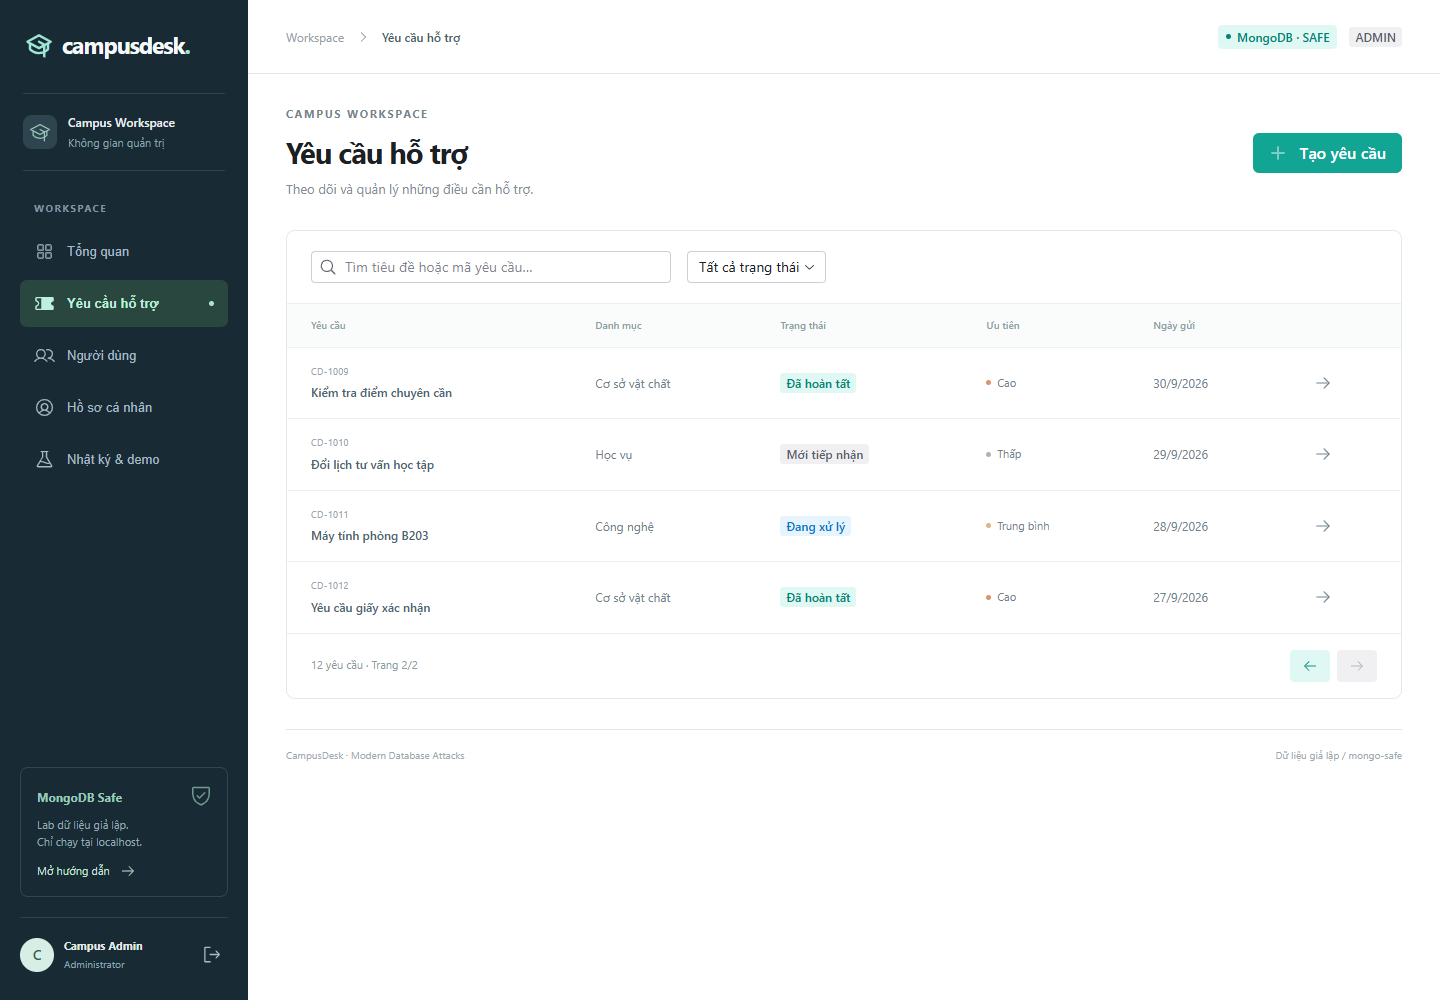 campusdesk.
Campus Workspace
Không gian quản trị
WORKSPACE
Tổng quan
Yêu cầu hỗ trợ
Người dùng
Hồ sơ cá nhân
Nhật ký & demo
MongoDB Safe
Lab dữ liệu giả lập.
Chỉ chạy tại localhost.
Mở hướng dẫn
C
Campus Admin
Administrator
Workspace
Yêu cầu hỗ trợ
MongoDB · SAFE
ADMIN
CAMPUS WORKSPACE
Yêu cầu hỗ trợ
Theo dõi và quản lý những điều cần hỗ trợ.
Tạo yêu cầu
Tìm tiêu đề hoặc mã yêu cầu...
Tất cả trạng thái
Yêu cầu Danh mục Trạng thái Ưu tiên Ngày gửi
CD-1009
Kiểm tra điểm chuyên cần Cơ sở vật chất Đã hoàn tất Cao 30/9/2026
CD-1010
Đổi lịch tư vấn học tập Học vụ Mới tiếp nhận Thấp 29/9/2026
CD-1011
Máy tính phòng B203 Công nghệ Đang xử lý Trung bình 28/9/2026
CD-1012
Yêu cầu giấy xác nhận Cơ sở vật chất Đã hoàn tất Cao 27/9/2026
12 yêu cầu · Trang 2/2
CampusDesk · Modern Database Attacks
Dữ liệu giả lập / mongo-safe